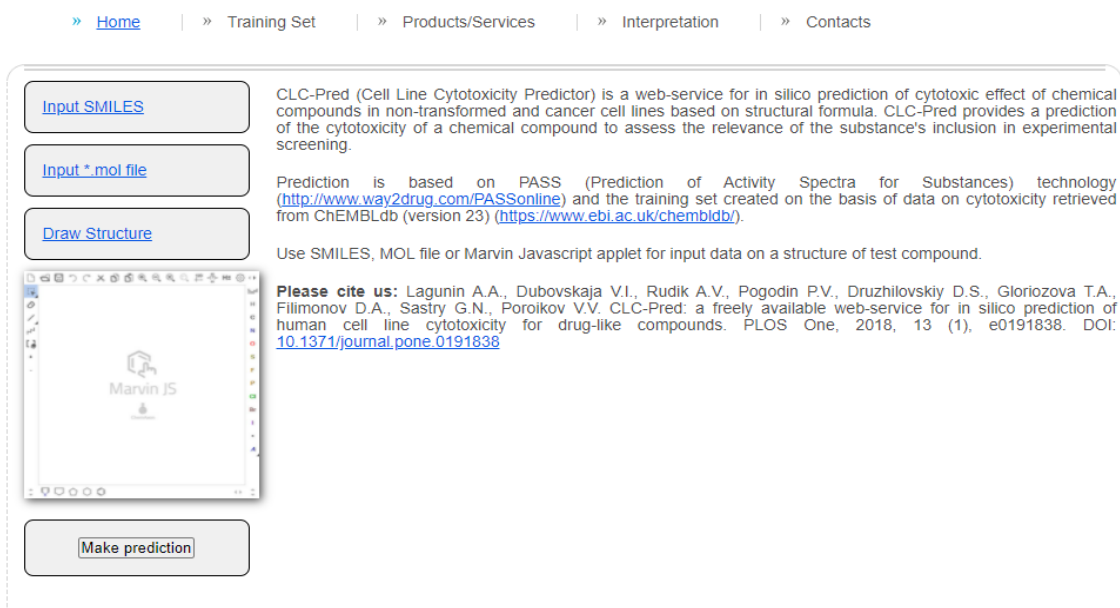 » Home » Training Set » Products/Services » Interpretation » Contacts
Input SMILES
Input *.mol file
Draw Structure
Marvin JS
Make prediction
CLC-Pred (Cell Line Cytotoxicity Predictor) is a web-service for in silico prediction of cytotoxic effect of chemical
compounds in non-transformed and cancer cell lines based on structural formula. CLC-Pred provides a prediction
of the cytotoxicity of a chemical compound to assess the relevance of the substance's inclusion in experimental
screening.
Prediction is based on PASS (Prediction of Activity Spectra for Substances) technology
(http://www.way2drug.com/PASSonline) and the training set created on the basis of data on cytotoxicity retrieved
from ChEMBLdb (version 23) (https://www.ebi.ac.uk/chembldb/).
Use SMILES, MOL file or Marvin Javascript applet for input data on a structure of test compound.
Please cite us: Lagunin A.A., Dubovskaja V.I., Rudik A.V., Pogodin P.V., Druzhilovskiy D.S., Gloriozova T.A.,
Filimonov D.A., Sastry G.N., Poroikov V.V. CLC-Pred: a freely available web-service for in silico prediction of
human cell line cytotoxicity for drug-like compounds. PLOS One, 2018, 13 (1), e0191838. DOI:
10.1371/journal.pone.0191838